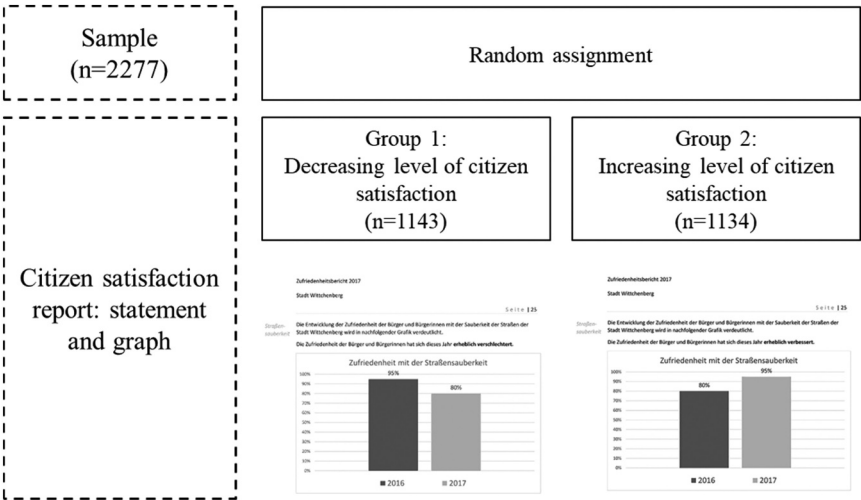 Sample
(n=2277)
Random assignment
Citizen satisfaction
report: statement
and graph
Group 1:
Decreasing level of citizen
satisfaction
(n=1143)
Group 2:
Increasing level of citizen
satisfaction
(n=1134)
Zufriedenheitsbericht 2017
Stadt Wittchenberg
Seite | 25
Straßen-
sauberkeit
Die Entwicklung der Zufriedenheit der Bürger und Bürgerinnen mit der Sauberkeit der Straßen der
Stadt Wittchenberg wird in nachfolgender Grafik verdeutlicht.
Die Zufriedenheit der Bürger und Bürgerinnen hat sich dieses Jahr erheblich verschlechtert.
Zufriedenheit mit der Straßensauberkeit
100%
90%
80%
70%
60%
50%
40%
30%
20%
10%
0%
95%
80%
2016
2017
Zufriedenheitsbericht 2017
Stadt Wittchenberg
Seite | 25
Straßen-
sauberkeit
Die Entwicklung der Zufriedenheit der Bürger und Bürgerinnen mit der Sauberkeit der Straßen der
Stadt Wittchenberg wird in nachfolgender Grafik verdeutlicht.
Die Zufriedenheit der Bürger und Bürgerinnen hat sich dieses Jahr erheblich verbessert.
Zufriedenheit mit der Straßensauberkeit
100%
90%
80%
70%
60%
50%
40%
30%
20%
10%
0%
80%
95%
2016
2017